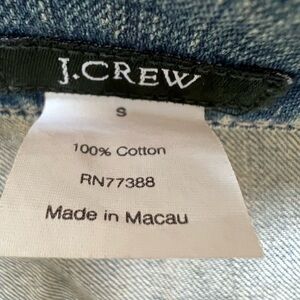 J.CREW
S
100% Cotton
RN77388
Made in Macau